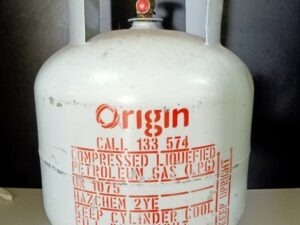 Origin
CALL 133 574
COMPRESSED LIQUEFIED
PETROLEUM GAS (LPG)
UN 1075
HAZCHEM 2YE
KEEP CYLINDER COOL